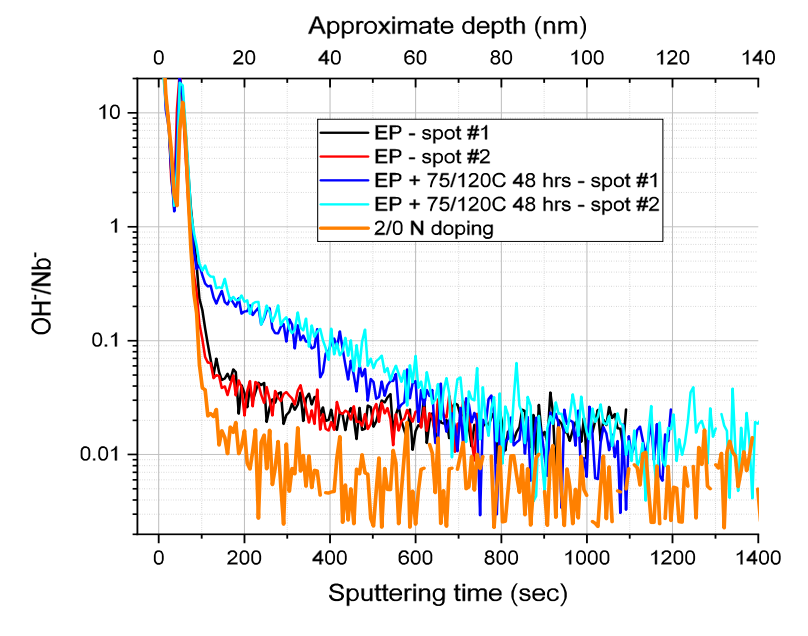 Approximate depth (nm)
0 20 40 60 80 100 120 140
10
1
0.1
0.01
OH-/Nb-
EP - spot #1
EP - spot #2
EP + 75/120C 48 hrs - spot #1
EP + 75/120C 48 hrs - spot #2
2/0 N doping
0 200 400 600 800 1000 1200 1400
Sputtering time (sec)